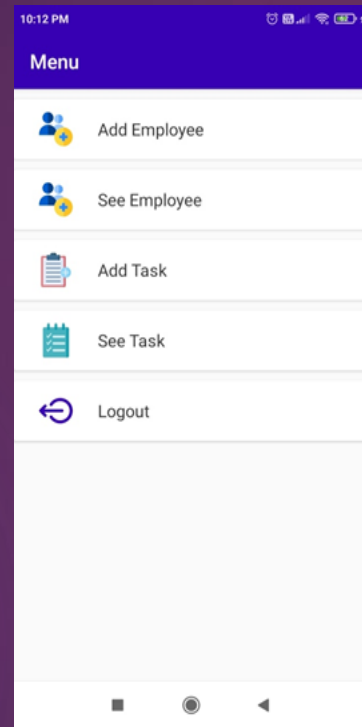 10:12 PM
Menu
Add Employee
See Employee
Add Task
See Task
Logout